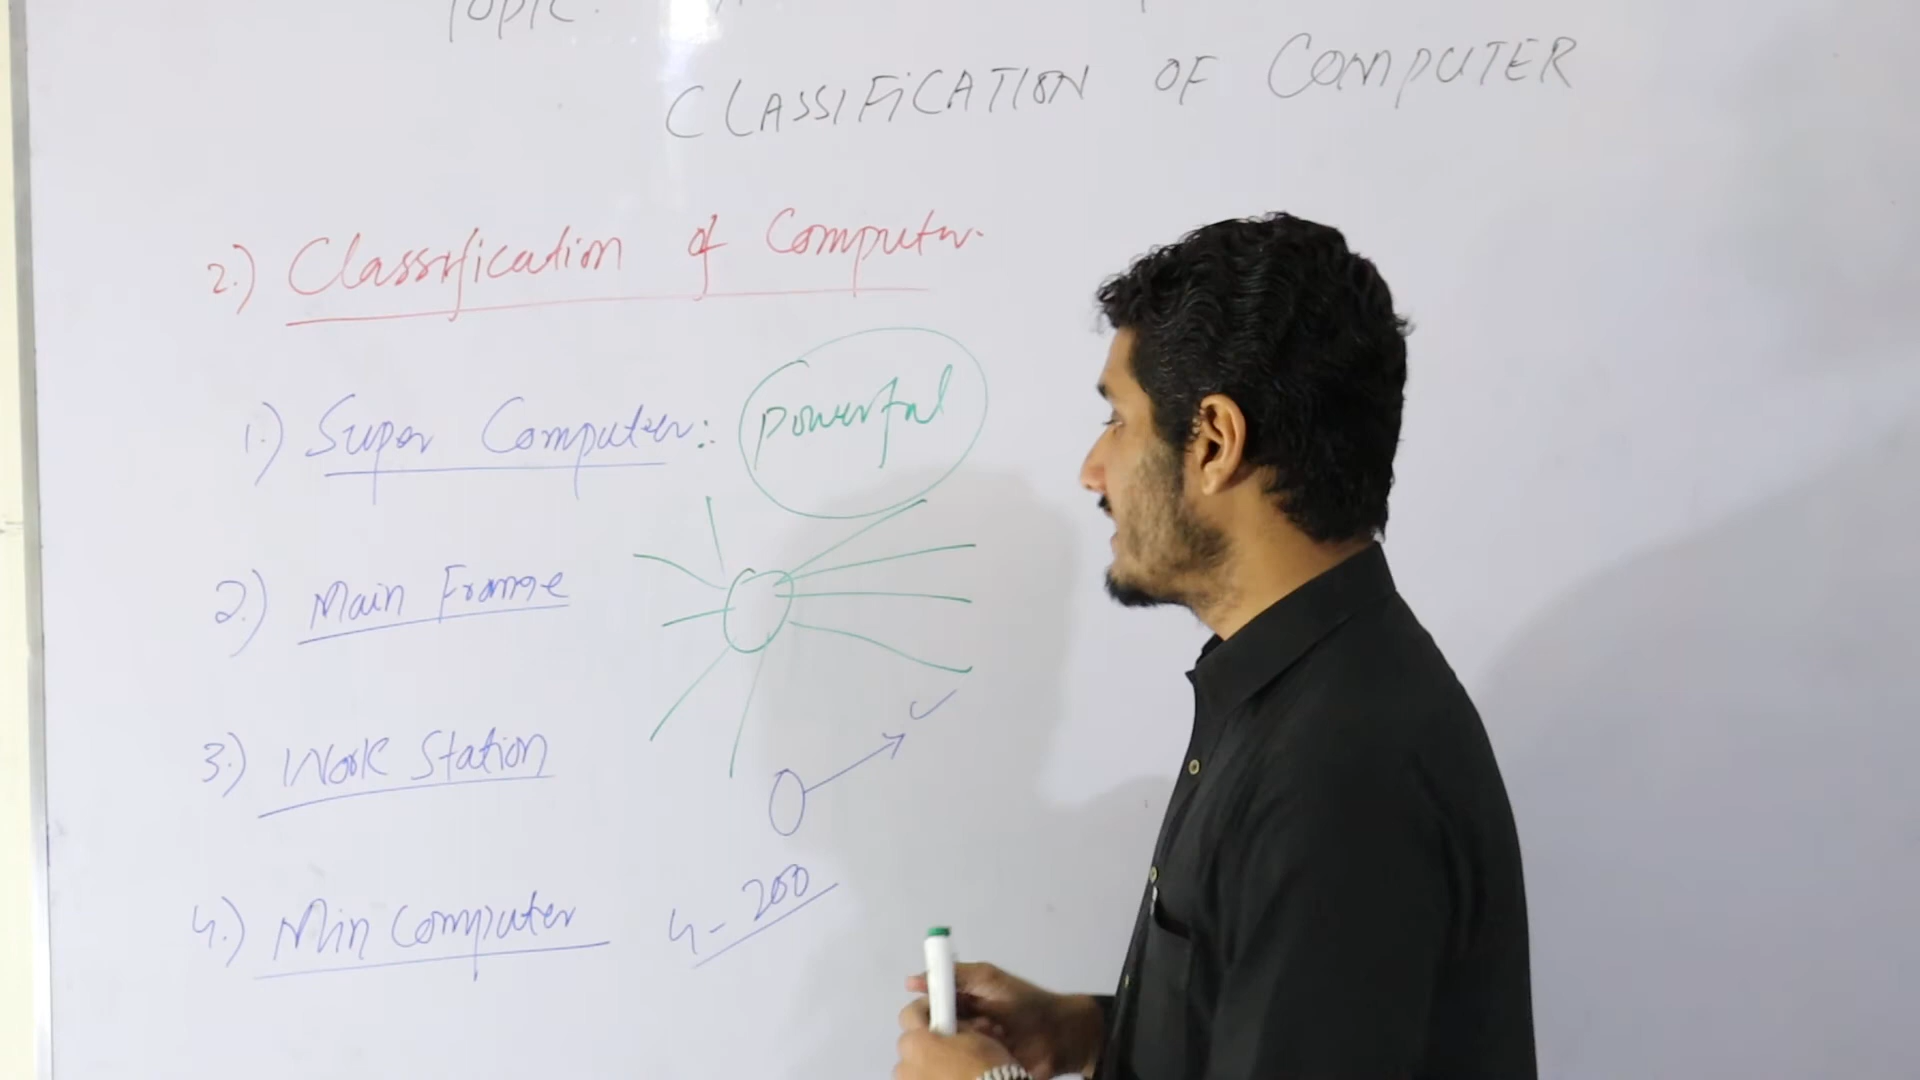 Topic:
CLASSIFICATION OF COMPUTER
2.) Classification of Computer.
1.) Super Computer: Powerful
2.) Main Frame
3.) Work Station
4.) Min Computer 4-200